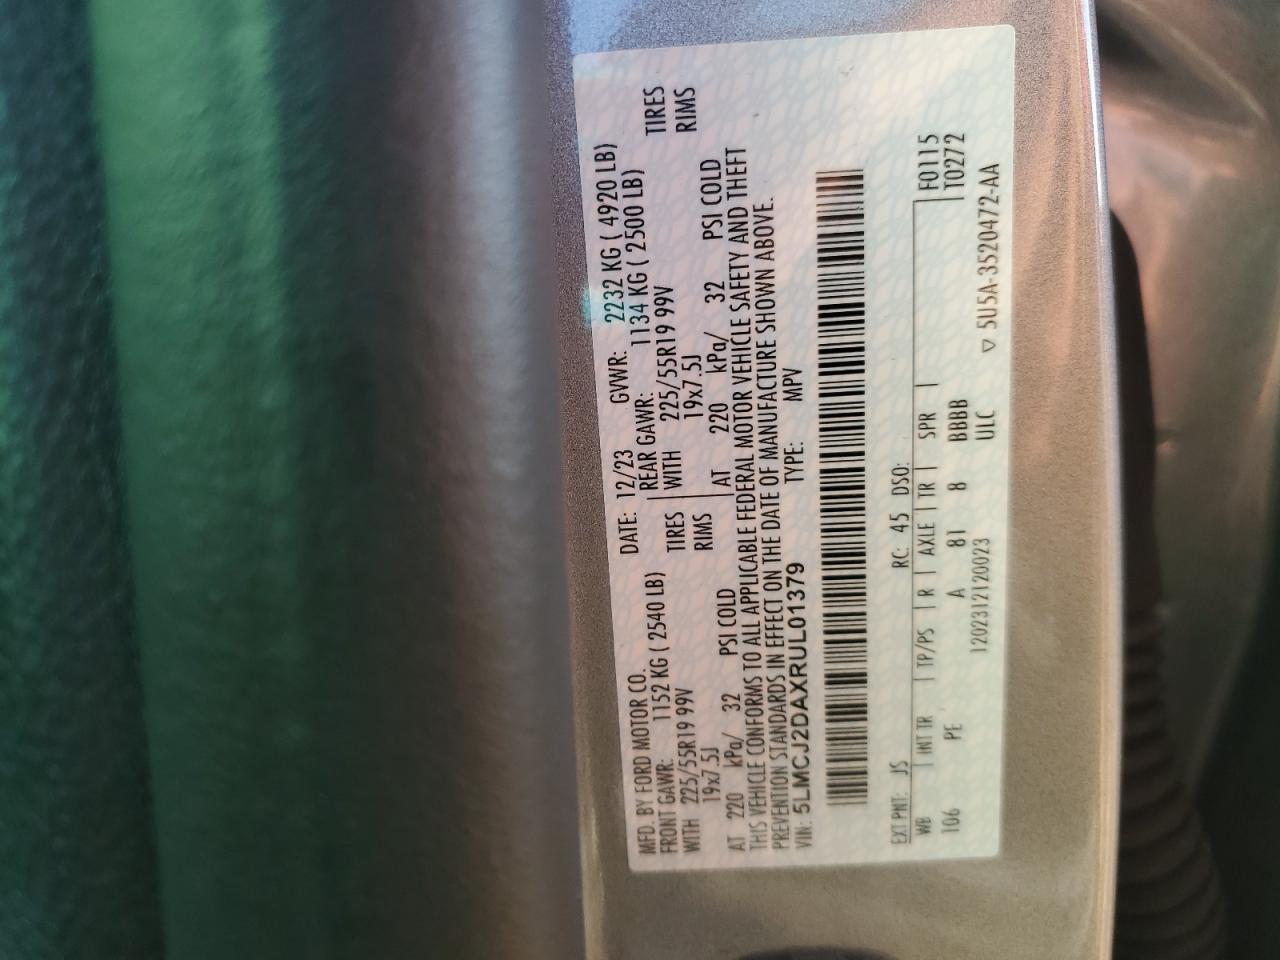 MFD. BY FORD MOTOR CO. DATE: 12/23 GVWR: 2232 KG ( 4920 LB)
FRONT GAWR: 1152 KG ( 2540 LB) REAR GAWR: 1134 KG ( 2500 LB)
WITH 225/55R19 99V TIRES WITH 225/55R19 99V TIRES
19x7.5J RIMS 19x7.5J RIMS
AT 220 kPa/ 32 PSI COLD AT 220 kPa/ 32 PSI COLD
THIS VEHICLE CONFORMS TO ALL APPLICABLE FEDERAL MOTOR VEHICLE SAFETY AND THEFT
PREVENTION STANDARDS IN EFFECT ON THE DATE OF MANUFACTURE SHOWN ABOVE.
VIN: 5LMCJ2DAXRUL01379 TYPE: MPV
EXT PNT: JS RC: 45 DSO:
WB INT TR TP/PS R AXLE TR SPR F0115
106 PE A 81 8 BBBB T0272
1202312120023 ULC ▽ 5U5A-3520472-AA